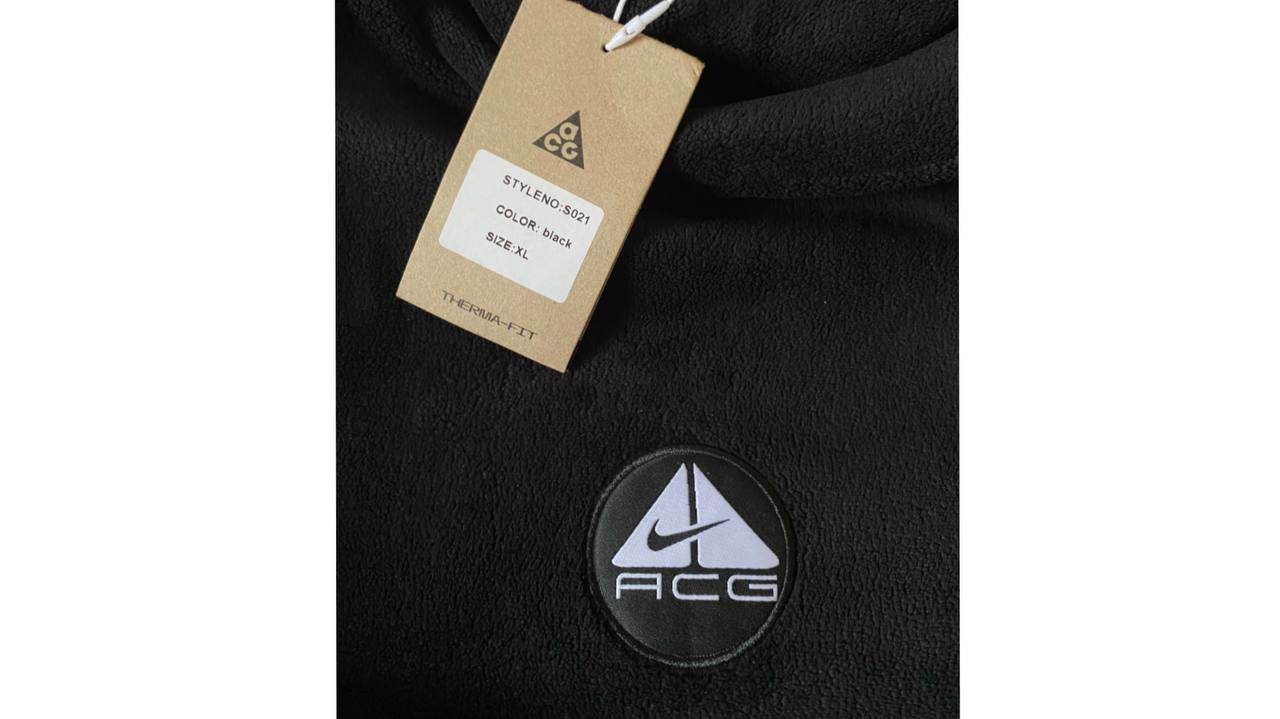 aCG
STYLENO:S021
COLOR: black
SIZE:XL
THERMA-FIT
ACG